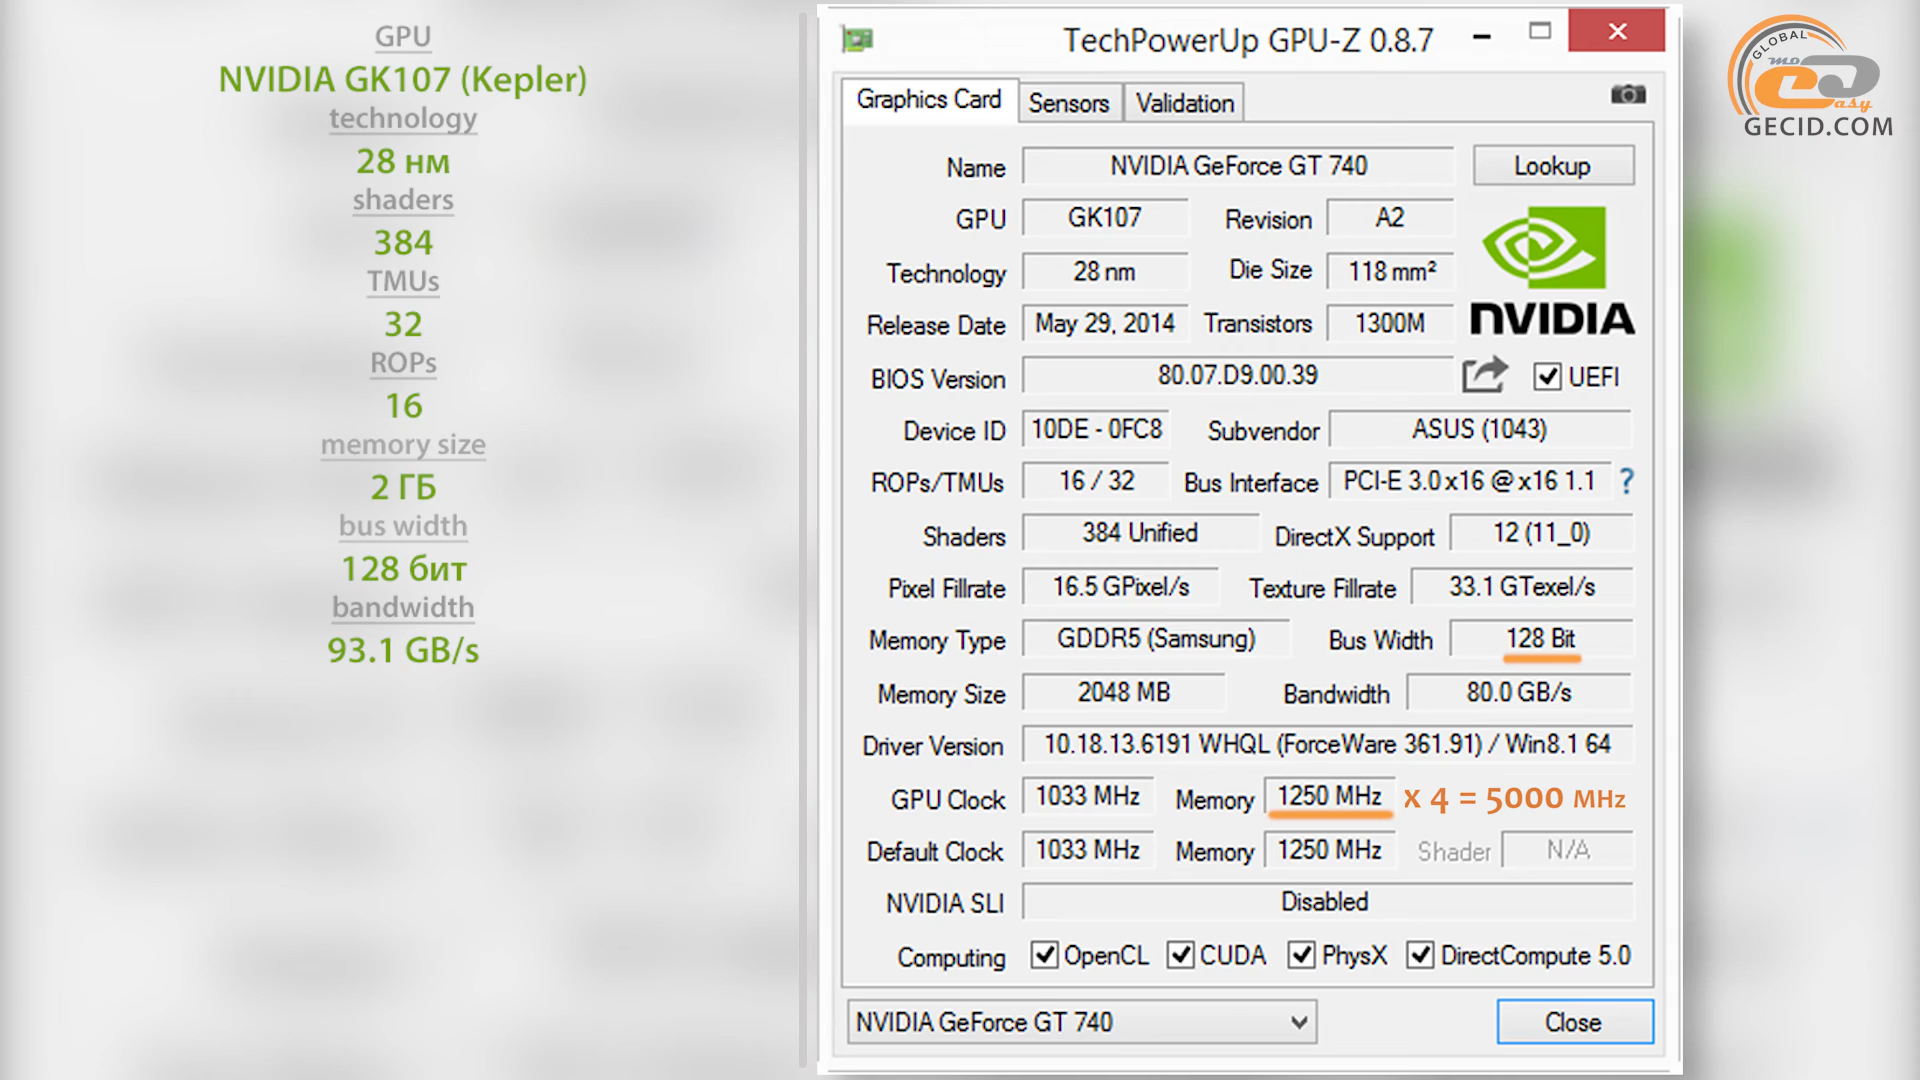 GPU
NVIDIA GK107 (Kepler)
technology
28 нм
shaders
384
TMUs
32
ROPs
16
memory size
2 ГБ
bus width
128 бит
bandwidth
93.1 GB/s
TechPowerUp GPU-Z 0.8.7
Graphics Card Sensors Validation
Name NVIDIA GeForce GT 740 Lookup
GPU GK107 Revision A2
Technology 28 nm Die Size 118 mm²
Release Date May 29, 2014 Transistors 1300M
NVIDIA
BIOS Version 80.07.D9.00.39 UEFI
Device ID 10DE - 0FC8 Subvendor ASUS (1043)
ROPs/TMUs 16 / 32 Bus Interface PCI-E 3.0 x16 @ x16 1.1 ?
Shaders 384 Unified DirectX Support 12 (11_0)
Pixel Fillrate 16.5 GPixel/s Texture Fillrate 33.1 GTexel/s
Memory Type GDDR5 (Samsung) Bus Width 128 Bit
Memory Size 2048 MB Bandwidth 80.0 GB/s
Driver Version 10.18.13.6191 WHQL (ForceWare 361.91) / Win8.1 64
GPU Clock 1033 MHz Memory 1250 MHz x 4 = 5000 MHz
Default Clock 1033 MHz Memory 1250 MHz Shader N/A
NVIDIA SLI Disabled
Computing OpenCL CUDA PhysX DirectCompute 5.0
NVIDIA GeForce GT 740 Close
GLOBAL
mo
easy
GECID.COM